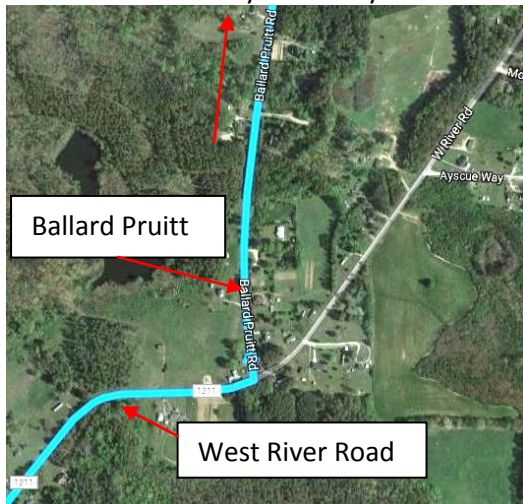 Ballard Pruitt Rd
W River Rd
Ayscue Way
Ballard Pruitt
Ballard Pruitt Rd
1211
West River Road
1211